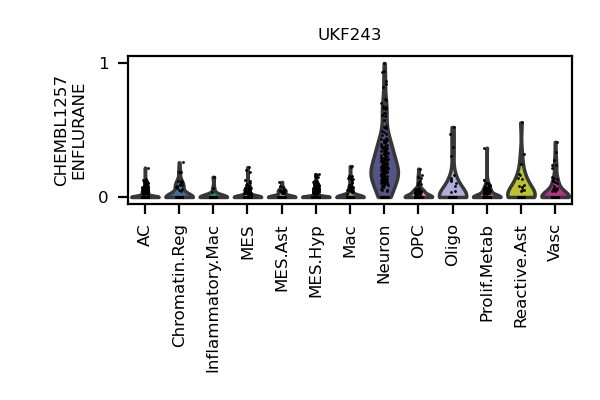 UKF243
CHEMBL1257
ENFLURANE
1
0
AC
Chromatin.Reg
Inflammatory.Mac
MES
MES.Ast
MES.Hyp
Mac
Neuron
OPC
Oligo
Prolif.Metab
Reactive.Ast
Vasc